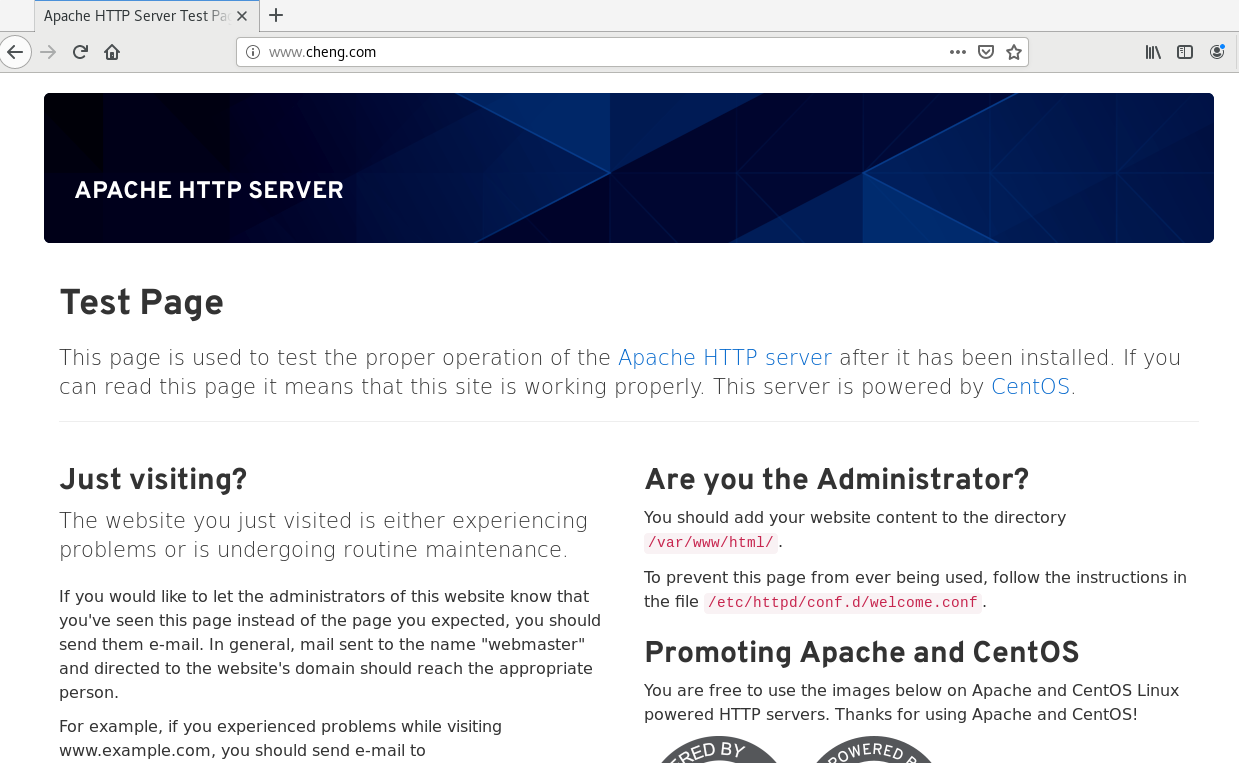 Apache HTTP Server Test Pag
www.cheng.com
APACHE HTTP SERVER
Test Page
This page is used to test the proper operation of the Apache HTTP server after it has been installed. If you
can read this page it means that this site is working properly. This server is powered by CentOS.
Just visiting?
The website you just visited is either experiencing
problems or is undergoing routine maintenance.
If you would like to let the administrators of this website know that
you've seen this page instead of the page you expected, you should
send them e-mail. In general, mail sent to the name "webmaster"
and directed to the website's domain should reach the appropriate
person.
For example, if you experienced problems while visiting
www.example.com, you should send e-mail to
Are you the Administrator?
You should add your website content to the directory
/var/www/html/.
To prevent this page from ever being used, follow the instructions in
the file /etc/httpd/conf.d/welcome.conf.
Promoting Apache and CentOS
You are free to use the images below on Apache and CentOS Linux
powered HTTP servers. Thanks for using Apache and CentOS!
ERED BY
POWERED B